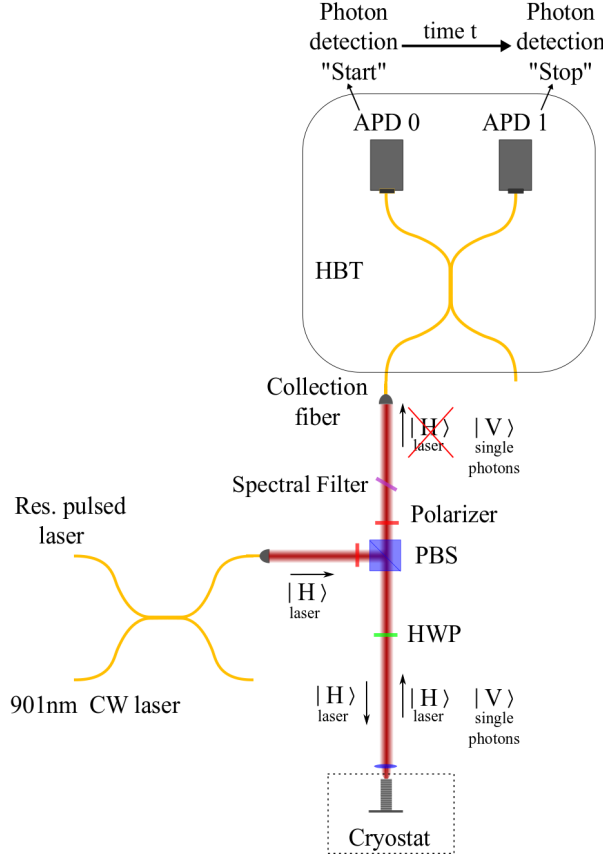 Photon
detection
"Start"
time t
Photon
detection
"Stop"
APD 0
APD 1
HBT
Collection
fiber
| H ⟩
laser
| V ⟩
single
photons
Spectral Filter
Res. pulsed
laser
Polarizer
PBS
| H ⟩
laser
HWP
901nm CW laser
| H ⟩
laser
| H ⟩
laser
| V ⟩
single
photons
Cryostat